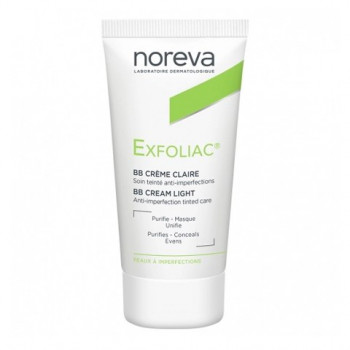 noreva
LABORATOIRE DERMATOLOGIQUE
EXFOLIAC®
BB CRÈME CLAIRE
Soin teinté anti-imperfections
BB CREAM LIGHT
Anti-imperfection tinted care
Purifie - Masque
Unifie
Purifies - Conceals
Evens
PEAUX À IMPERFECTIONS